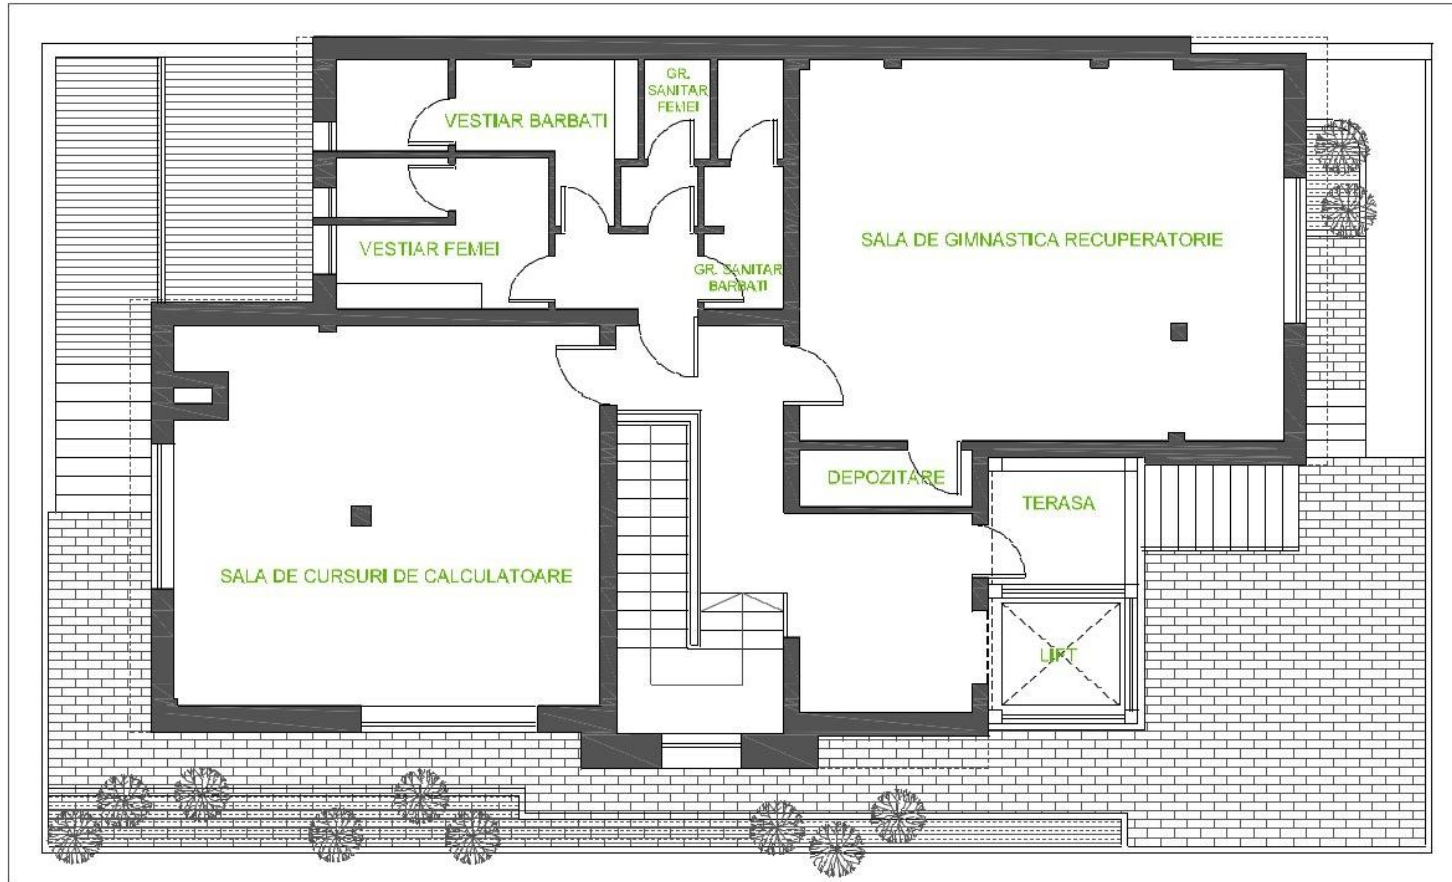 GR.
SANITAR
FEMEI
VESTIAR BARBATI
VESTIAR FEMEI
SALA DE GIMNASTICA RECUPERATORIE
GR. SANITAR
BARBATI
DEPOZITARE
TERASA
SALA DE CURSURI DE CALCULATOARE
LIFT